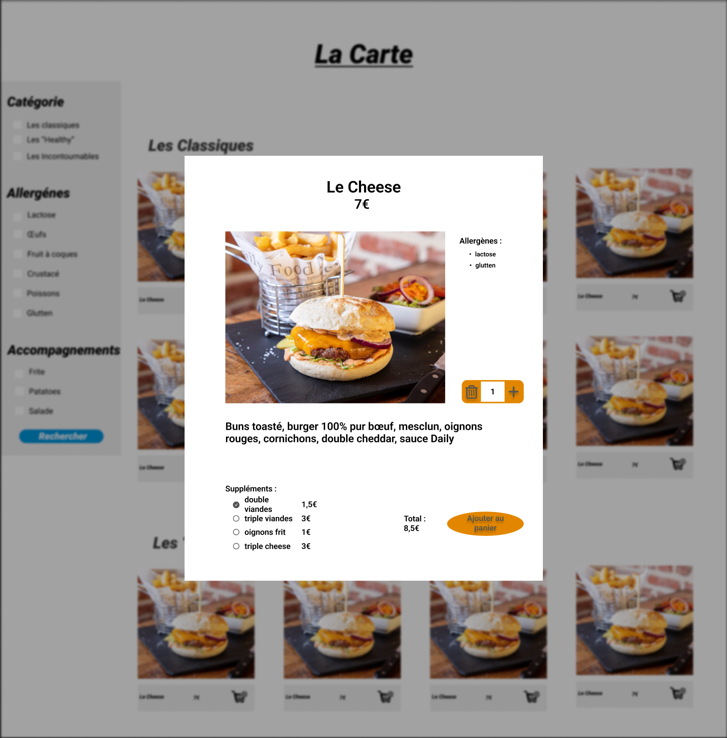 La Carte
Catégorie
Les classiques
Les "Healthy"
Les Incontournables
Allergénes
Lactose
Œufs
Fruit à coques
Crustacé
Poissons
Glutten
Accompagnements
Frite
Patatoes
Salade
Rechercher
Les Classiques
Le Cheese
7€
Food
Allergènes :
• lactose
• glutten
1
Buns toasté, burger 100% pur bœuf, mesclun, oignons
rouges, cornichons, double cheddar, sauce Daily
Suppléments :
double
viandes
1,5€
triple viandes 3€
oignons frit 1€
triple cheese 3€
Total :
8,5€
Ajouter au
panier
Le Cheese
Le Cheese 7€
Le Cheese
Le Cheese 7€
Les
Le Cheese 7€
Le Cheese 7€
Le Cheese 7€
Le Cheese 7€